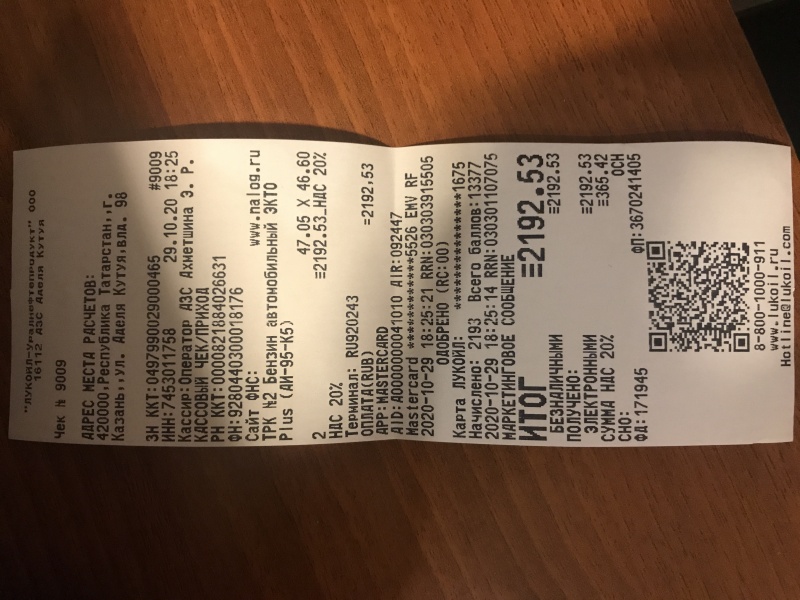 "ЛУКОЙЛ-Уралнефтепродукт" ООО
16112 АЗС Аделя Кутуя
Чек № 9009
АДРЕС МЕСТА РАСЧЕТОВ:
420000,Республика Татарстан,,г.
Казань,,ул. Аделя Кутуя,вла. 98
#9009
ЗН ККТ:0497990029000465
ИНН:7453011758 29.10.20 18:25
Кассир:Оператор АЗС Ахметшина Э. Р.
КАССОВЫЙ ЧЕК/ПРИХОД
РН ККТ:0000821884026631
ФН:9280440300018176
Сайт ФНС: www.nalog.ru
ТРК №2 Бензин автомобильный ЭКТО
Plus (АИ-95-К5)
47.05 X 46.60
2 ≡2192.53_НДС 20%
НДС 20%
Терминал: RU920243
ОПЛАТА(RUB) =2192,53
APP:MASTERCARD
AID:A0000000041010 AIR:092447
Mastercard ************5526 EMV RF
2020-10-29 18:25:21 RRN:030303915505
ОДОБРЕНО (RC:00)
Карта ЛУКОЙЛ: ***************1675
Начислено: 2193 Всего баллов:13377
2020-10-29 18:25:14 RRN:030301107075
МАРКЕТИНГОВОЕ СООБЩЕНИЕ
ИТОГ ≡2192.53
БЕЗНАЛИЧНЫМИ ≡2192.53
ПОЛУЧЕНО:
ЭЛЕКТРОННЫМИ ≡2192.53
СУММА НДС 20% ≡365.42
СНО: ОСН
ФД:171945 ФП:3670241405
8-800-1000-911
www.lukoil.ru
Hotline@lukoil.com